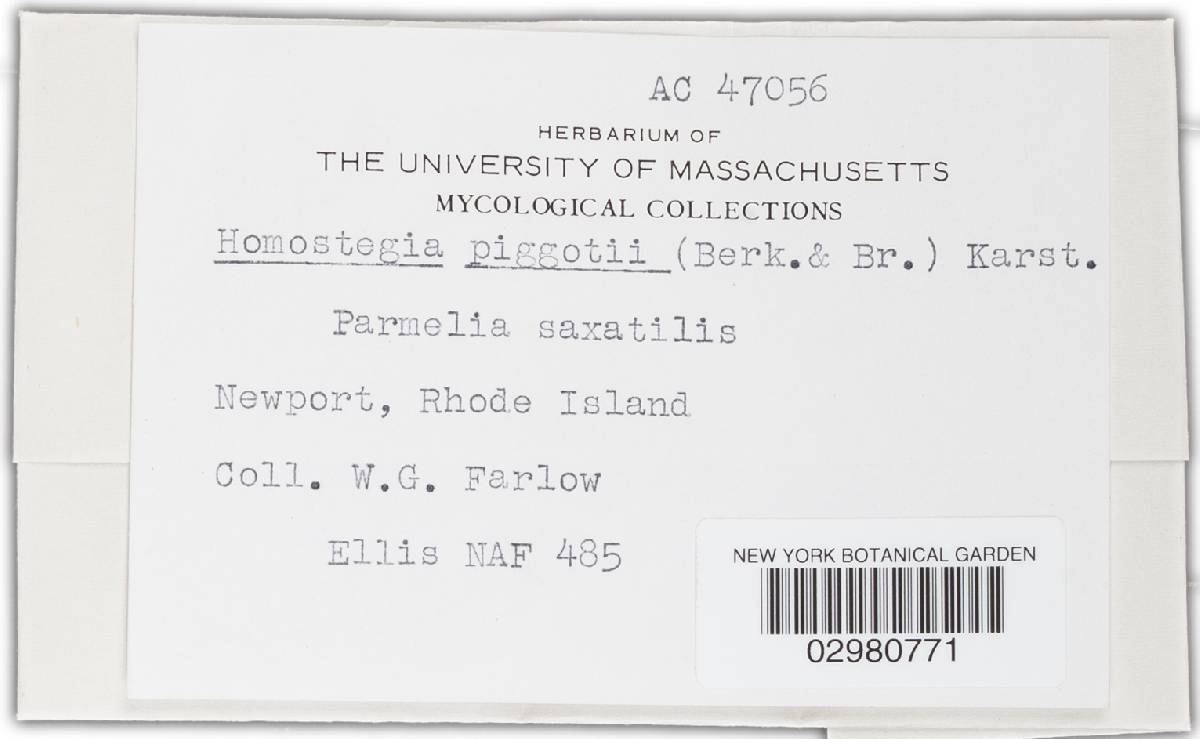 AC 47056
HERBARIUM OF
THE UNIVERSITY OF MASSACHUSETTS
MYCOLOGICAL COLLECTIONS
Homostegia piggotii (Berk.& Br.) Karst.
Parmelia saxatilis
Newport, Rhode Island
Coll. W.G. Farlow
Ellis NAF 485
NEW YORK BOTANICAL GARDEN
02980771